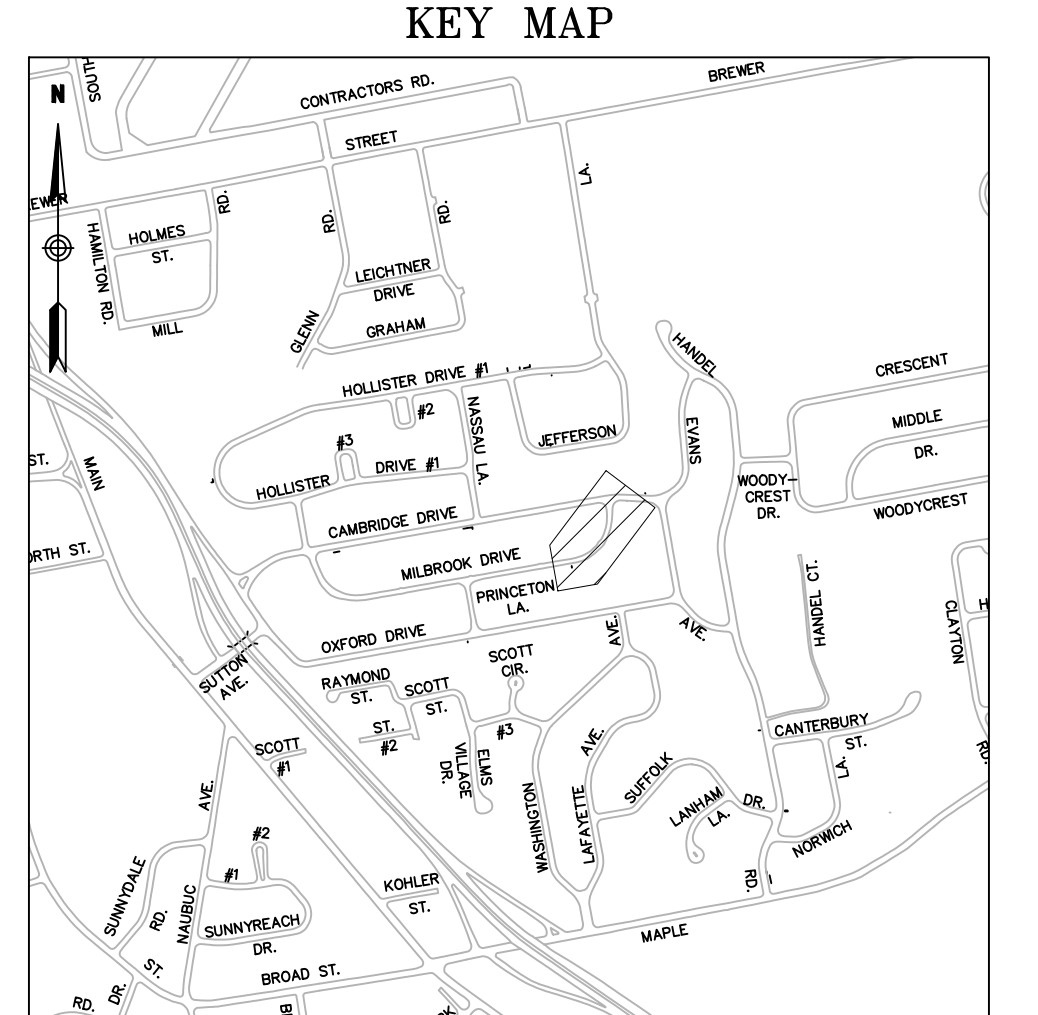 KEY MAP
SOUTH
N
CONTRACTORS RD.
BREWER
STREET
LA.
RD.
RD.
RD.
HAMILTON RD.
HOLMES
ST.
MILL
LEICHTNER
DRIVE
GRAHAM
GLENN
HOLLISTER DRIVE #1
#2
#3
NASSAU LA.
JEFFERSON
HANDEL
EVANS
CRESCENT
MIDDLE
DR.
WOODY-
CREST
DR.
WOODYCREST
ST.
MAIN
DRIVE #1
HOLLISTER
CAMBRIDGE DRIVE
MILBROOK DRIVE
PRINCETON
LA.
ORTH ST.
OXFORD DRIVE
AVE.
AVE.
HANDEL CT.
CLAYTON
H
SUTTON
AVE.
RAYMOND
ST.
SCOTT
ST.
SCOTT
CIR.
ST.
#2
#3
SCOTT
#1
VILLAGE
DR.
ELMS
AVE.
CANTERBURY
ST.
LA.
RD.
SUFFOLK
LANHAM
LA.
DR.
NORWICH
WASHINGTON
LAFAYETTE
AVE.
#2
#1
SUNNYDALE
RD.
NAUBUC
SUNNYREACH
DR.
KOHLER
ST.
RD.
MAPLE
ST.
BROAD ST.
RD.
DR.